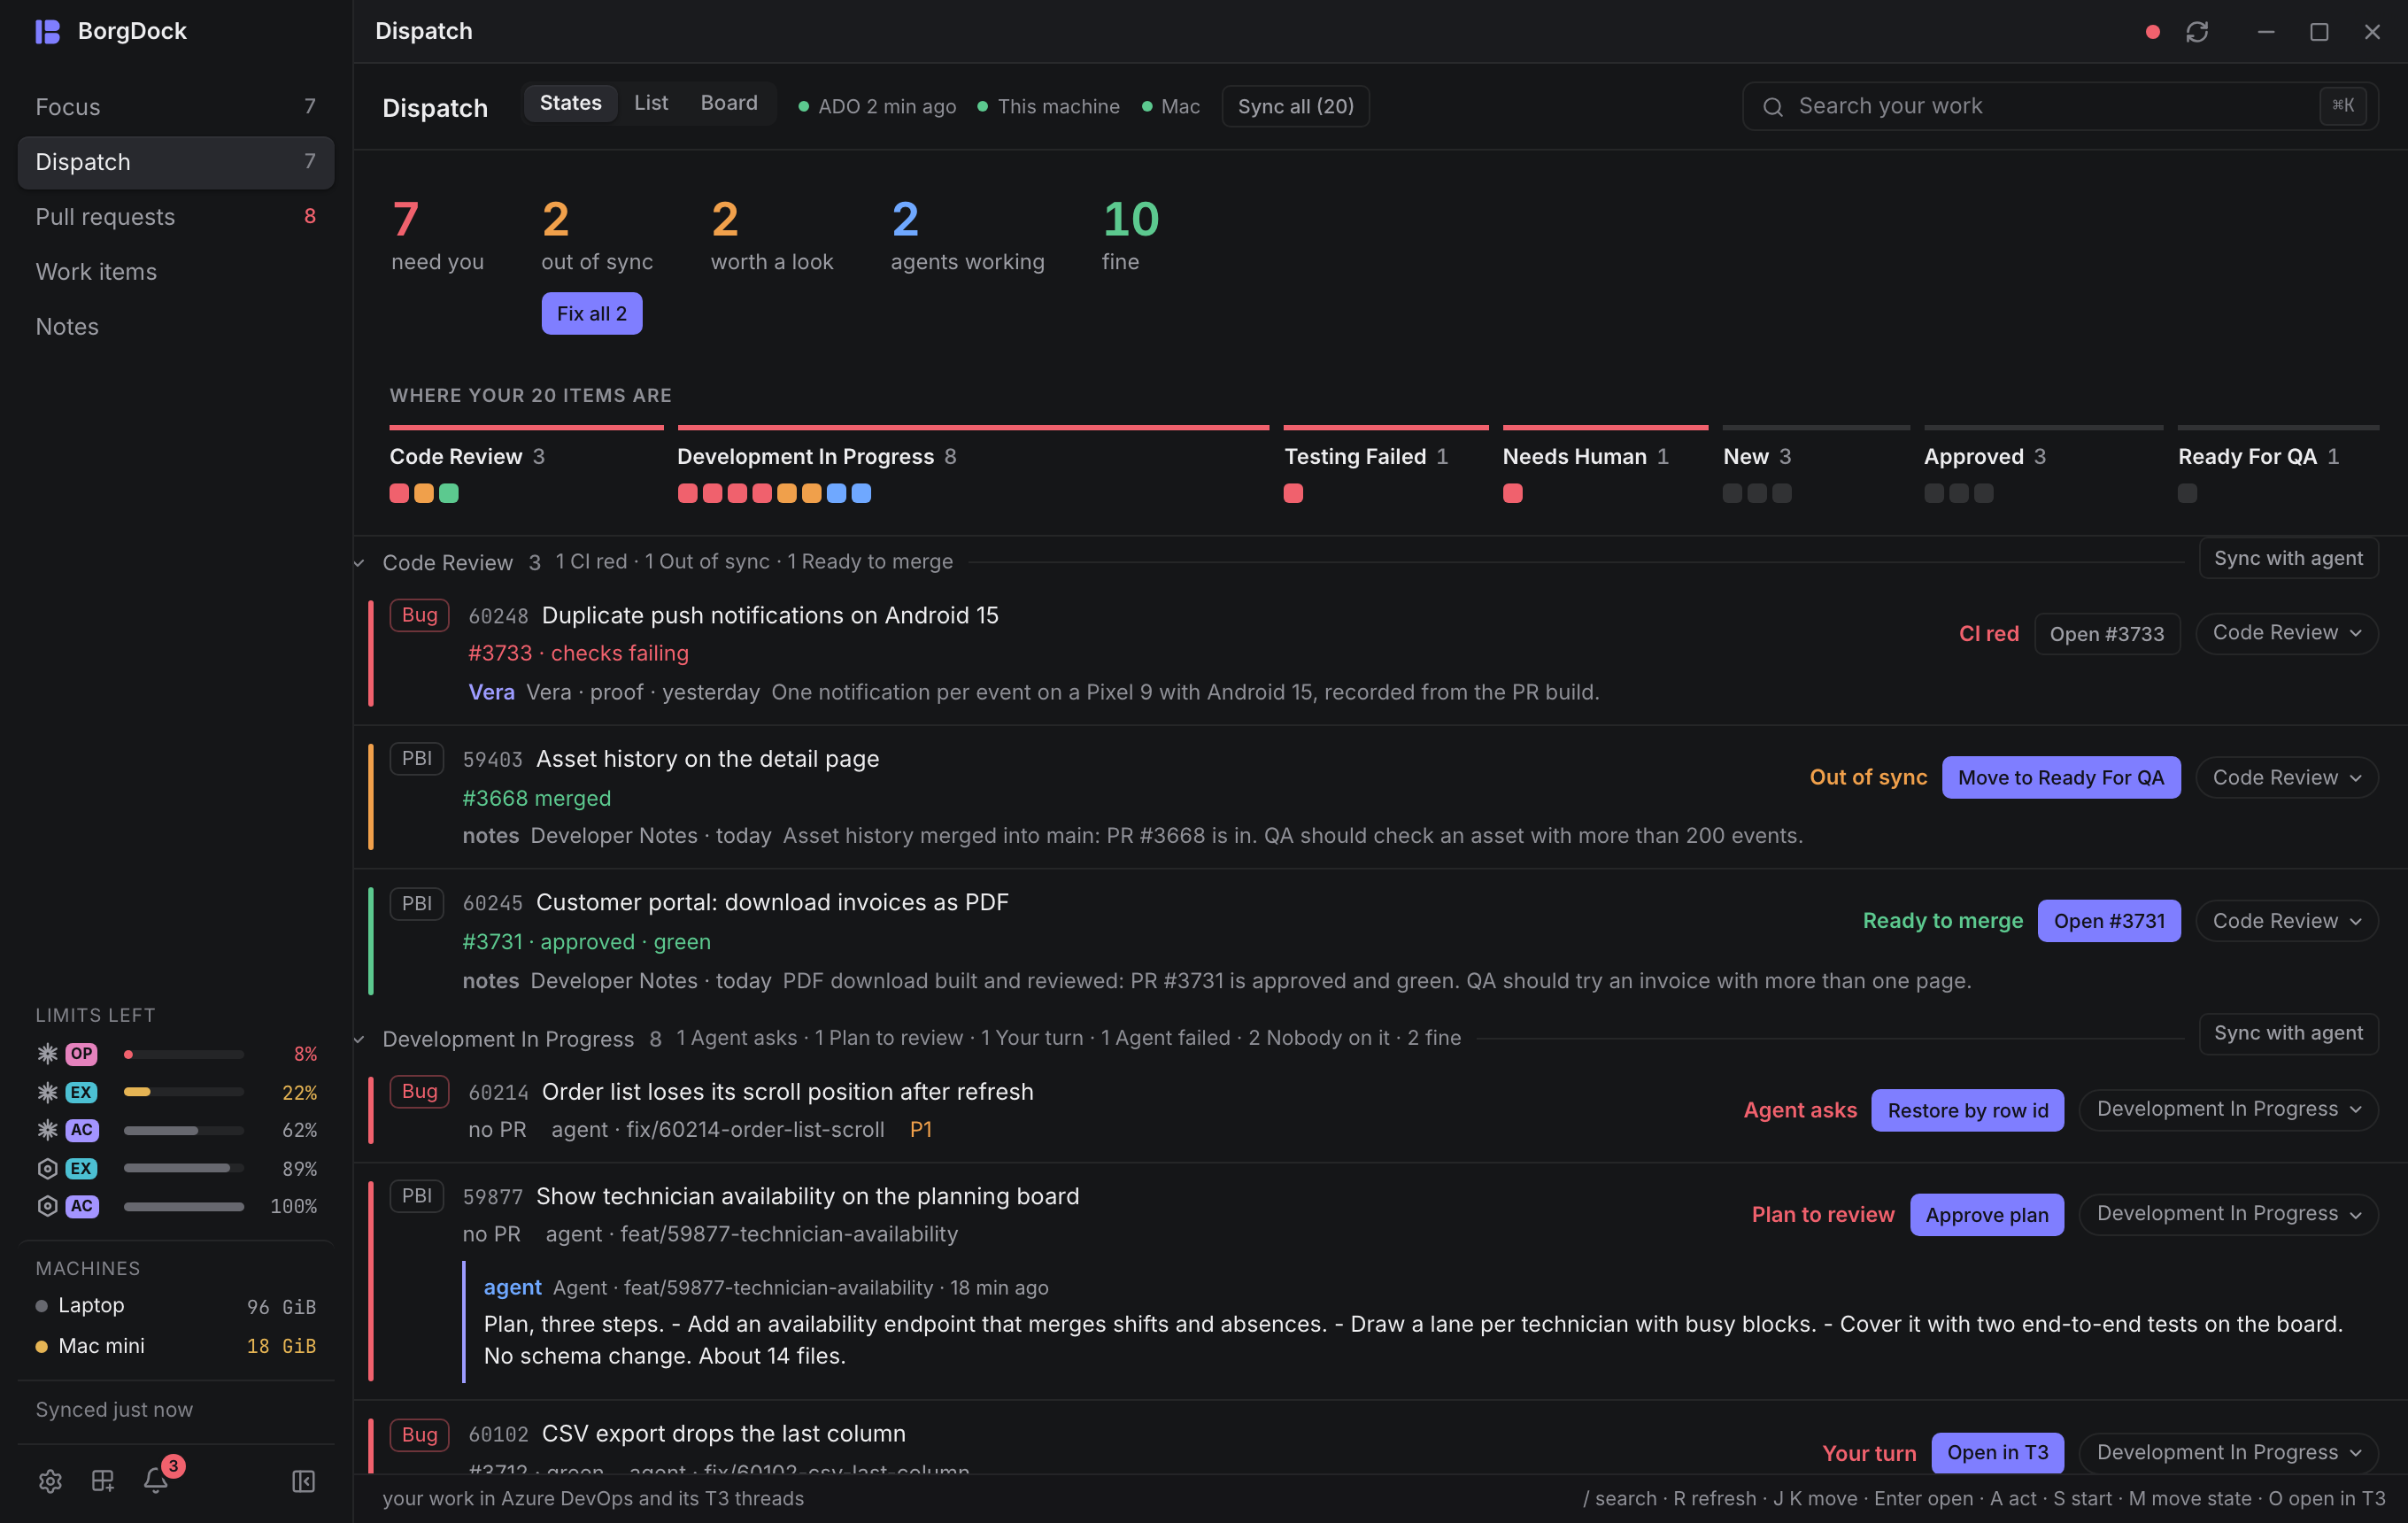 BorgDock
Focus 7
Dispatch 7
Pull requests 8
Work items
Notes
LIMITS LEFT
OP 8%
EX 22%
AC 62%
EX 89%
AC 100%
MACHINES
Laptop 96 GiB
Mac mini 18 GiB
Synced just now
3
Dispatch
Dispatch States List Board ADO 2 min ago This machine Mac Sync all (20) Search your work ⌘K
7 2 2 2 10
need you out of sync worth a look agents working fine
Fix all 2
WHERE YOUR 20 ITEMS ARE
Code Review 3 Development In Progress 8 Testing Failed 1 Needs Human 1 New 3 Approved 3 Ready For QA 1
Code Review 3 1 CI red · 1 Out of sync · 1 Ready to merge Sync with agent
Bug 60248 Duplicate push notifications on Android 15
CI red Open #3733 Code Review
#3733 · checks failing
Vera Vera · proof · yesterday One notification per event on a Pixel 9 with Android 15, recorded from the PR build.
PBI 59403 Asset history on the detail page
Out of sync Move to Ready For QA Code Review
#3668 merged
notes Developer Notes · today Asset history merged into main: PR #3668 is in. QA should check an asset with more than 200 events.
PBI 60245 Customer portal: download invoices as PDF
Ready to merge Open #3731 Code Review
#3731 · approved · green
notes Developer Notes · today PDF download built and reviewed: PR #3731 is approved and green. QA should try an invoice with more than one page.
Development In Progress 8 1 Agent asks · 1 Plan to review · 1 Your turn · 1 Agent failed · 2 Nobody on it · 2 fine Sync with agent
Bug 60214 Order list loses its scroll position after refresh
Agent asks Restore by row id Development In Progress
no PR agent · fix/60214-order-list-scroll P1
PBI 59877 Show technician availability on the planning board
Plan to review Approve plan Development In Progress
no PR agent · feat/59877-technician-availability
agent Agent · feat/59877-technician-availability · 18 min ago
Plan, three steps. - Add an availability endpoint that merges shifts and absences. - Draw a lane per technician with busy blocks. - Cover it with two end-to-end tests on the board.
No schema change. About 14 files.
Bug 60102 CSV export drops the last column
Your turn Open in T3 Development In Progress
#3712 · green agent · fix/60102-csv-last-column
your work in Azure DevOps and its T3 threads / search · R refresh · J K move · Enter open · A act · S start · M move state · O open in T3